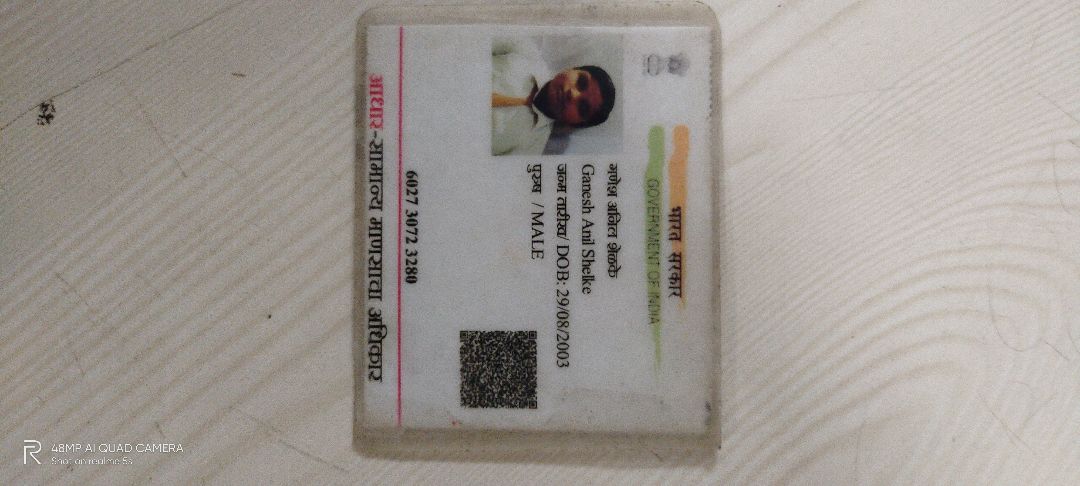 भारत सरकार
GOVERNMENT OF INDIA
गणेश अनिल शेळके
Ganesh Anil Shelke
जन्म तारीख/ DOB: 29/08/2003
पुरुष / MALE
6027 3072 3280
आधार-सामान्य माणसाचा अधिकार
48MP AI QUAD CAMERA
Shot on realme 5s